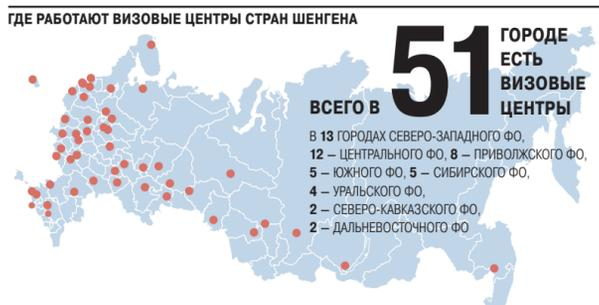 ГДЕ РАБОТАЮТ ВИЗОВЫЕ ЦЕНТРЫ СТРАН ШЕНГЕНА
ВСЕГО В 51 ГОРОДЕ
ЕСТЬ
ВИЗОВЫЕ
ЦЕНТРЫ
В 13 ГОРОДАХ СЕВЕРО-ЗАПАДНОГО ФО,
12 – ЦЕНТРАЛЬНОГО ФО, 8 – ПРИВОЛЖСКОГО ФО,
5 – ЮЖНОГО ФО, 5 – СИБИРСКОГО ФО,
4 – УРАЛЬСКОГО ФО,
2 – СЕВЕРО-КАВКАЗСКОГО ФО,
2 – ДАЛЬНЕВОСТОЧНОГО ФО